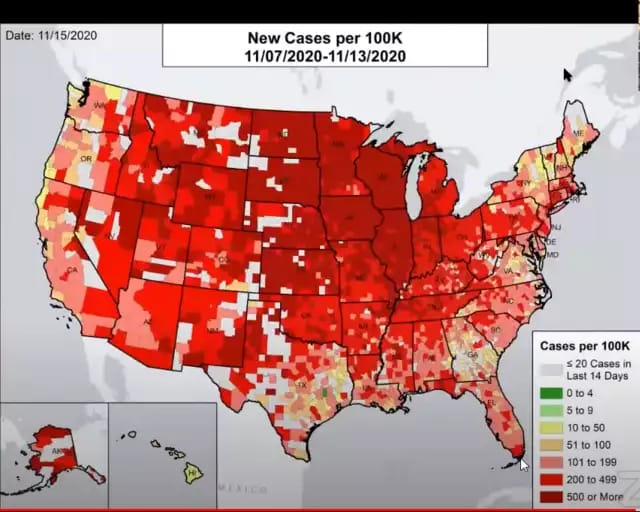 Date: 11/15/2020
New Cases per 100K
11/07/2020-11/13/2020
WA
ME
OR
NY
NJ
DE
MD
CA
VA
NC
SC
GA
TX
FL
AK
HI
MEXICO
Cases per 100K
≤ 20 Cases in
Last 14 Days
0 to 4
5 to 9
10 to 50
51 to 100
101 to 199
200 to 499
500 or More